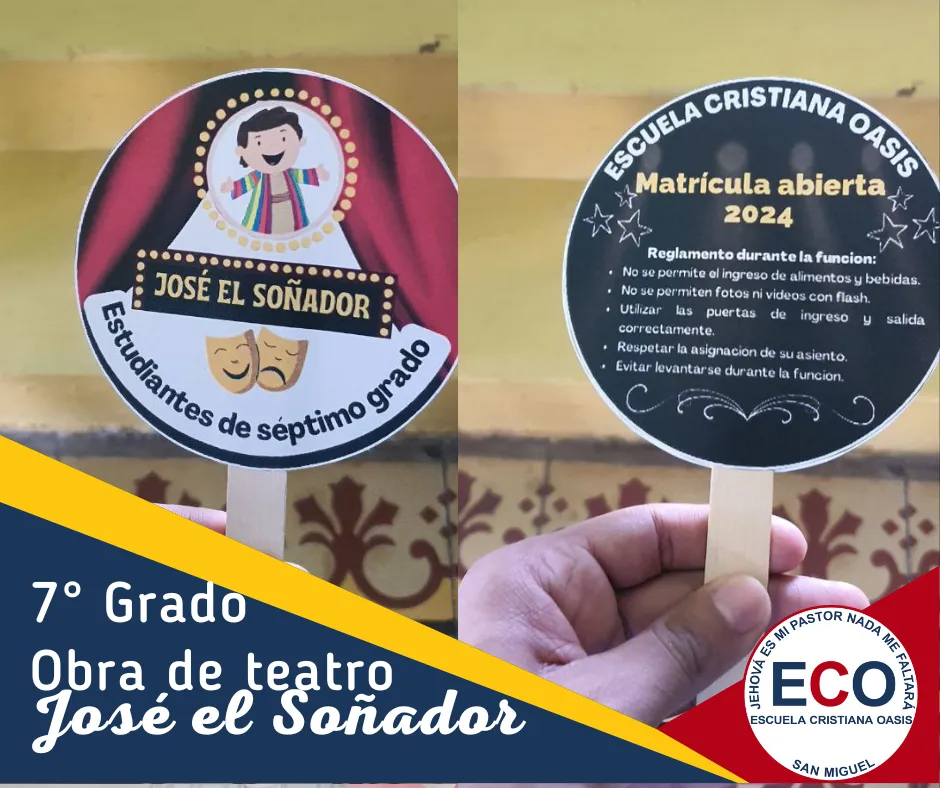 JOSÉ EL SOÑADOR
Estudiantes de séptimo grado
ESCUELA CRISTIANA OASIS
Matrícula abierta
2024
Reglamento durante la funcion:
• No se permite el ingreso de alimentos y bebidas.
• No se permiten fotos ni videos con flash.
• Utilizar las puertas de ingreso y salida
correctamente.
• Respetar la asignacion de su asiento.
• Evitar levantarse durante la funcion.
7° Grado
Obra de teatro
José el Soñador
JEHOVÁ ES MI PASTOR NADA ME FALTARÁ
ECO
ESCUELA CRISTIANA OASIS
SAN MIGUEL